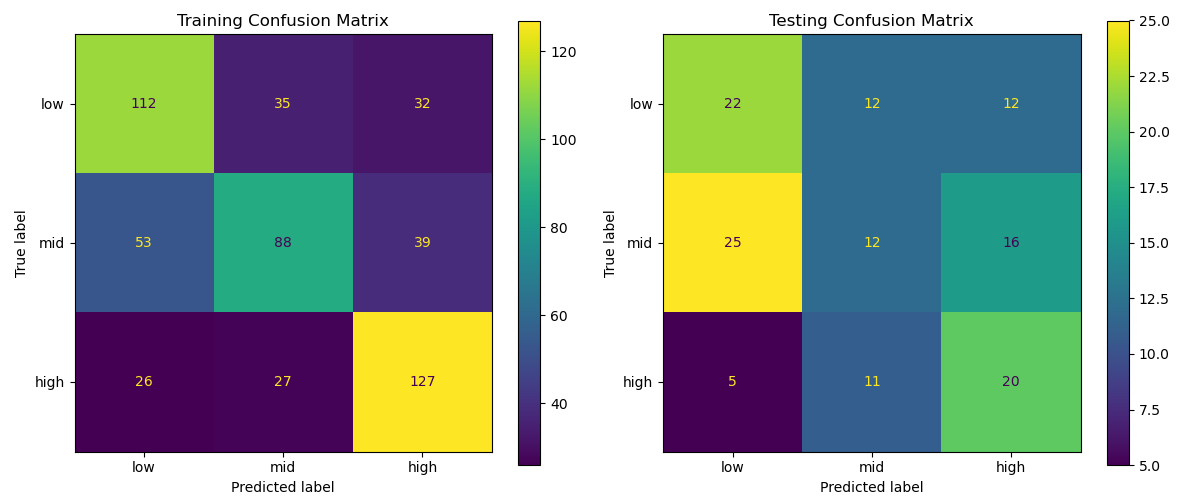 Training Confusion Matrix
True label
low
mid
high
112 35 32
53 88 39
26 27 127
low mid high
Predicted label
120
100
80
60
40
Testing Confusion Matrix
True label
low
mid
high
22 12 12
25 12 16
5 11 20
low mid high
Predicted label
25.0
22.5
20.0
17.5
15.0
12.5
10.0
7.5
5.0